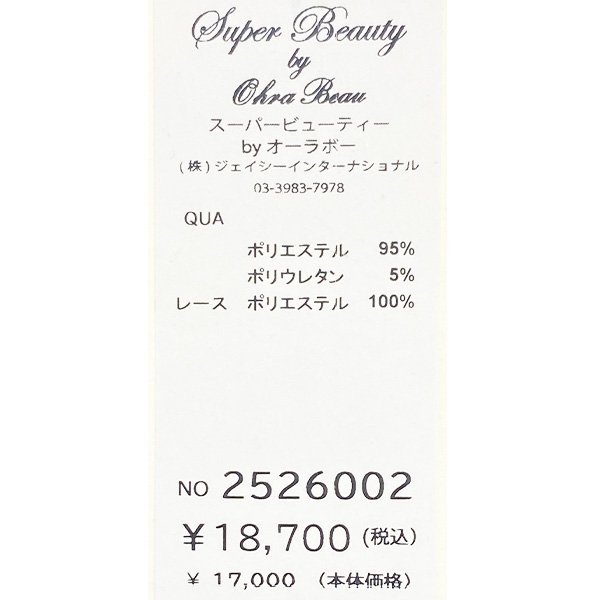 Super Beauty
by
Ohra Beau
スーパービューティー
by オーラボー
(株)ジェイシーインターナショナル
03-3983-7978
QUA
ポリエステル 95%
ポリウレタン 5%
レース ポリエステル 100%
NO 2526002
¥18,700 (税込)
¥ 17,000 (本体価格)